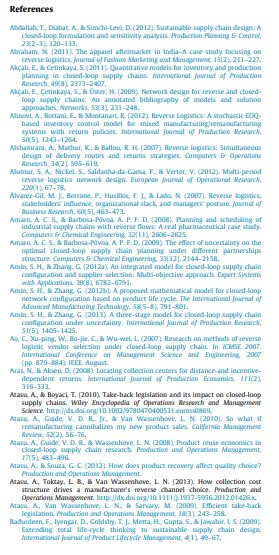 References
Abdallah, T., Diabat, A., & Simchi-Levi, D. (2012). Sustainable supply chain design: A
closed-loop formulation and sensitivity analysis. Production Planning & Control,
23(2–3), 120–133.
Abraham, N. (2011). The apparel aftermarket in India–A case study focusing on
reverse logistics. Journal of Fashion Marketing and Management, 15(2), 211–227.
Akçalı, E., & Çetinkaya, S. (2011). Quantitative models for inventory and production
planning in closed-loop supply chains. International Journal of Production
Research, 49(8), 2373–2407.
Akçalı, E., Çetinkaya, S., & Üster, H. (2009). Network design for reverse and closed-
loop supply chains: An annotated bibliography of models and solution
approaches. Networks, 53(3), 231–248.
Alinovi, A., Bottani, E., & Montanari, R. (2012). Reverse Logistics: A stochastic EOQ-
based inventory control model for mixed manufacturing/remanufacturing
systems with return policies. International Journal of Production Research,
50(5), 1243–1264.
Alshamrani, A., Mathur, K., & Ballou, R. H. (2007). Reverse logistics: Simultaneous
design of delivery routes and returns strategies. Computers & Operations
Research, 34(2), 595–619.
Alumur, S. A., Nickel, S., Saldanha-da-Gama, F., & Verter, V. (2012). Multi-period
reverse logistics network design. European Journal of Operational Research,
220(1), 67–78.
Álvarez-Gil, M. J., Berrone, P., Husillos, F. J., & Lado, N. (2007). Reverse logistics,
stakeholders' influence, organizational slack, and managers' posture. Journal of
Business Research, 60(5), 463–473.
Amaro, A. C. S., & Barbosa-Póvoa, A. P. F. D. (2008). Planning and scheduling of
industrial supply chains with reverse flows: A real pharmaceutical case study.
Computers & Chemical Engineering, 32(11), 2606–2625.
Amaro, A. C. S., & Barbosa-Póvoa, A. P. F. D. (2009). The effect of uncertainty on the
optimal closed-loop supply chain planning under different partnerships
structure. Computers & Chemical Engineering, 33(12), 2144–2158.
Amin, S. H., & Zhang, G. (2012a). An integrated model for closed-loop supply chain
configuration and supplier selection: Multi-objective approach. Expert Systems
with Applications, 39(8), 6782–6791.
Amin, S. H., & Zhang, G. (2012b). A proposed mathematical model for closed-loop
network configuration based on product life cycle. The International Journal of
Advanced Manufacturing Technology, 58(5–8), 791–801.
Amin, S. H., & Zhang, G. (2013). A three-stage model for closed-loop supply chain
configuration under uncertainty. International Journal of Production Research,
51(5), 1405–1425.
Ao, C., Xu-ping, W., Bo-jie, C., & Wu-wei, L. (2007). Research on methods of reverse
logistic vendor selection under closed-loop supply chain. In ICMSE 2007.
International Conference on Management Science and Engineering, 2007
(pp. 879–884). IEEE, August.
Aras, N., & Aksen, D. (2008). Locating collection centers for distance-and incentive-
dependent returns. International Journal of Production Economics, 111(2),
316–333.
Atasu, A., & Boyaci, T. (2010). Take-back legislation and its impact on closed-loop
supply chains. Wiley Encyclopedia of Operations Research and Management
Science. http://dx.doi.org/10.1002/9780470400531.eorms0869.
Atasu, A., Guide, V. D. R., Jr., & Van Wassenhove, L. N. (2010). So what if
remanufacturing cannibalizes my new product sales. California Management
Review, 52(2), 56–76.
Atasu, A., Guide, V. D. R., & Wassenhove, L. N. (2008). Product reuse economics in
closed-loop supply chain research. Production and Operations Management,
17(5), 483–496.
Atasu, A., & Souza, G. C. (2012). How does product recovery affect quality choice?
Production and Operations Management.
Atasu, A., Toktay, L. B., & Van Wassenhove, L. N. (2013). How collection cost
structure drives a manufacturer's reverse channel choice. Production and
Operations Management. http://dx.doi.org/10.1111/j.1937-5956.2012.01426.x.
Atasu, A., Van Wassenhove, L. N., & Sarvary, M. (2009). Efficient take-back
legislation. Production and Operations Management, 18(3), 243–258.
Badurdeen, F., Iyengar, D., Goldsby, T. J., Metta, H., Gupta, S., & Jawahir, I. S. (2009).
Extending total life-cycle thinking to sustainable supply chain design.
International Journal of Product Lifecycle Management, 4(1), 49–67.